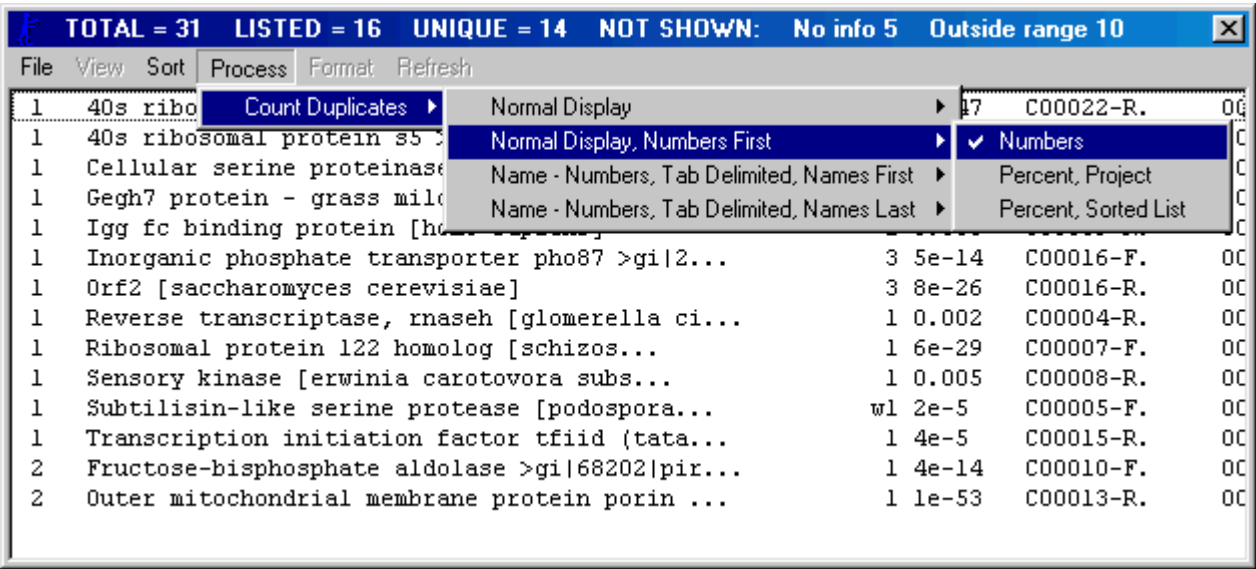 TOTAL = 31 LISTED = 16 UNIQUE = 14 NOT SHOWN: No info 5 Outside range 10
File View Sort Process Format Refresh
1 40s ribo Count Duplicates Normal Display 47 C00022-R.
1 40s ribosomal protein s5 Normal Display, Numbers First Numbers
1 Cellular serine proteinase Name - Numbers, Tab Delimited, Names First Percent, Project
1 Gegh7 protein - grass Name - Numbers, Tab Delimited, Names Last Percent, Sorted List
1 Igg fc binding protein
1 Inorganic phosphate transporter pho87 >gi|2... 3 5e-14 C00016-F.
1 Orf2 [saccharomyces cerevisiae] 3 8e-26 C00016-R.
1 Reverse transcriptase, rnaseh [glomerella ci... 1 0.002 C00004-R.
1 Ribosomal protein l22 homolog [schizos... 1 6e-29 C00007-F.
1 Sensory kinase [erwinia carotovora subs... 1 0.005 C00008-R.
1 Subtilisin-like serine protease [podospora... wl 2e-5 C00005-F.
1 Transcription initiation factor tfiid (tata... 1 4e-5 C00015-R.
2 Fructose-bisphosphate aldolase >gi|68202|pir... 1 4e-14 C00010-F.
2 Outer mitochondrial membrane protein porin ... 1 1e-53 C00013-R.